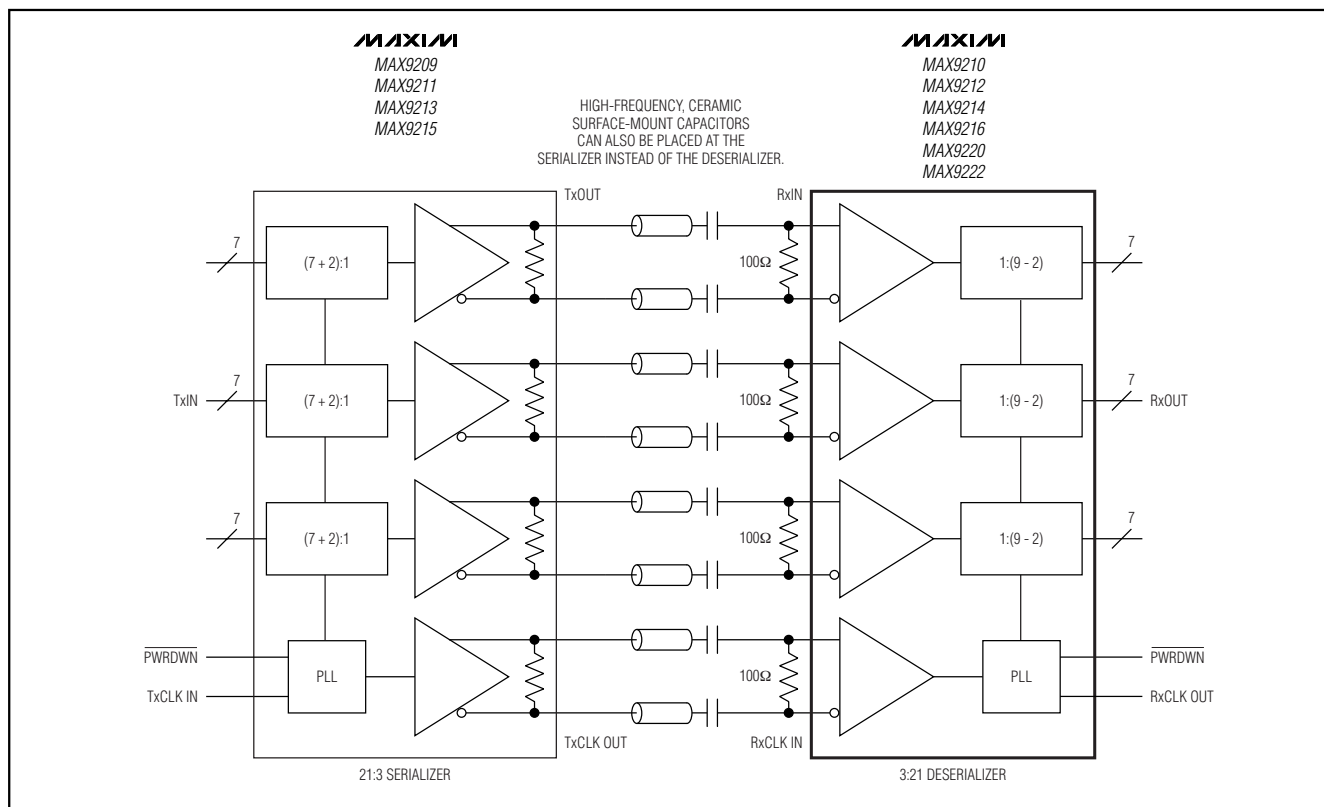 MAXIM
MAX9209
MAX9211
MAX9213
MAX9215
HIGH-FREQUENCY, CERAMIC
SURFACE-MOUNT CAPACITORS
CAN ALSO BE PLACED AT THE
SERIALIZER INSTEAD OF THE DESERIALIZER.
MAXIM
MAX9210
MAX9212
MAX9214
MAX9216
MAX9220
MAX9222
TxOUT
RxIN
7
(7 + 2):1
100Ω
1:(9 - 2)
7
TxIN
7
(7 + 2):1
100Ω
1:(9 - 2)
7
RxOUT
7
(7 + 2):1
100Ω
1:(9 - 2)
7
PWRDWN
TxCLK IN
PLL
100Ω
PLL
PWRDWN
RxCLK OUT
TxCLK OUT
RxCLK IN
21:3 SERIALIZER
3:21 DESERIALIZER